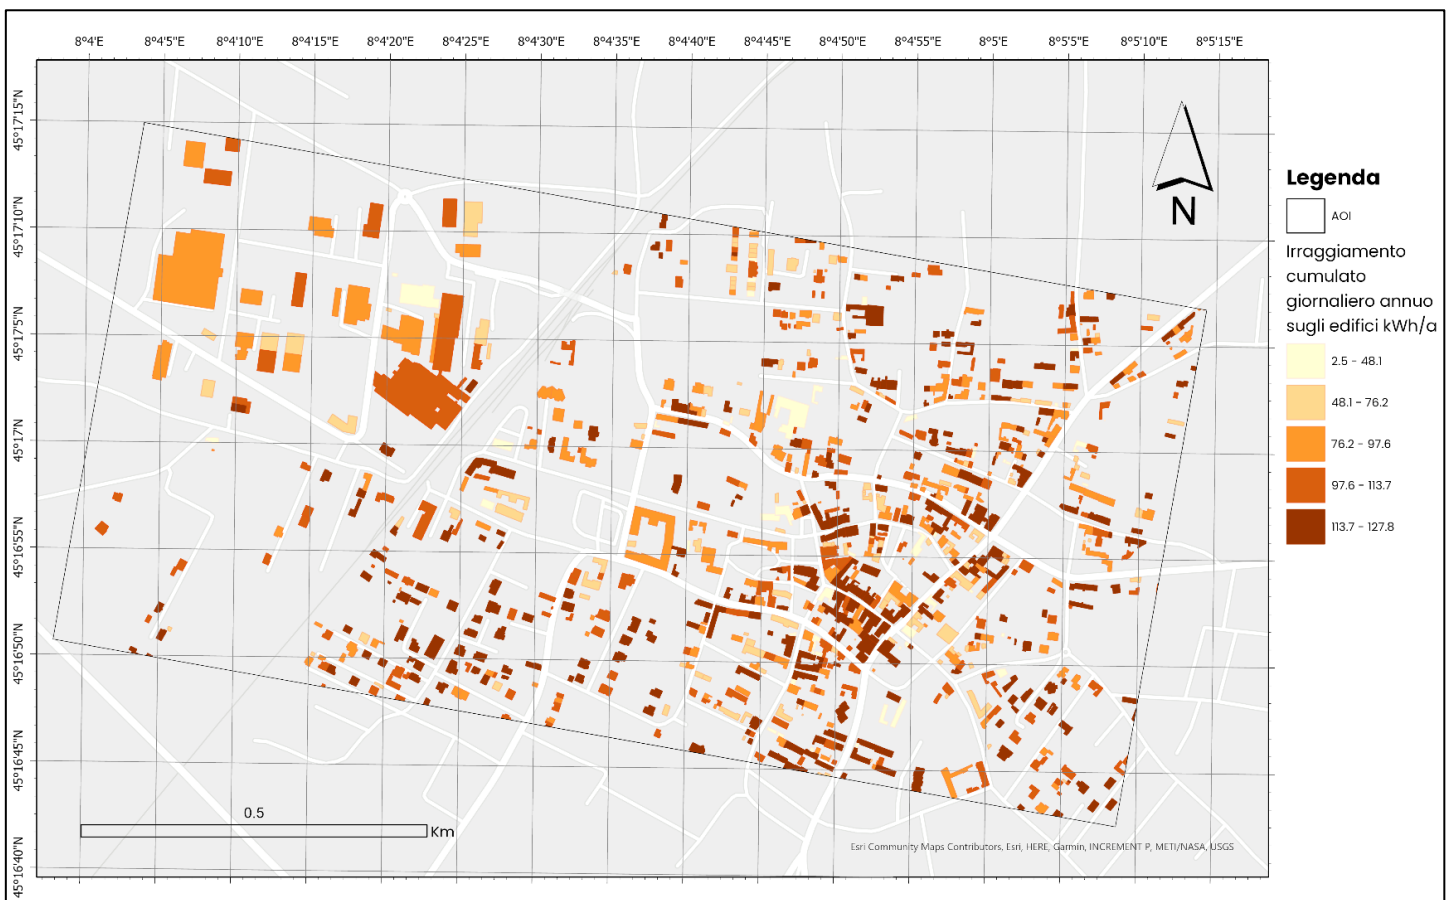 8°4'E 8°4'5"E 8°4'10"E 8°4'15"E 8°4'20"E 8°4'25"E 8°4'30"E 8°4'35"E 8°4'40"E 8°4'45"E 8°4'50"E 8°4'55"E 8°5'E 8°5'5"E 8°5'10"E 8°5'15"E
45°17'15"N
45°17'10"N
45°17'5"N
45°17'N
45°16'55"N
45°16'50"N
45°16'45"N
45°16'40"N
N
Legenda
AOI
Irraggiamento
cumulato
giornaliero annuo
sugli edifici kWh/a
2.5 - 48.1
48.1 - 76.2
76.2 - 97.6
97.6 - 113.7
113.7 - 127.8
0.5
Km
Esri Community Maps Contributors, Esri, HERE, Garmin, INCREMENT P, METI/NASA, USGS